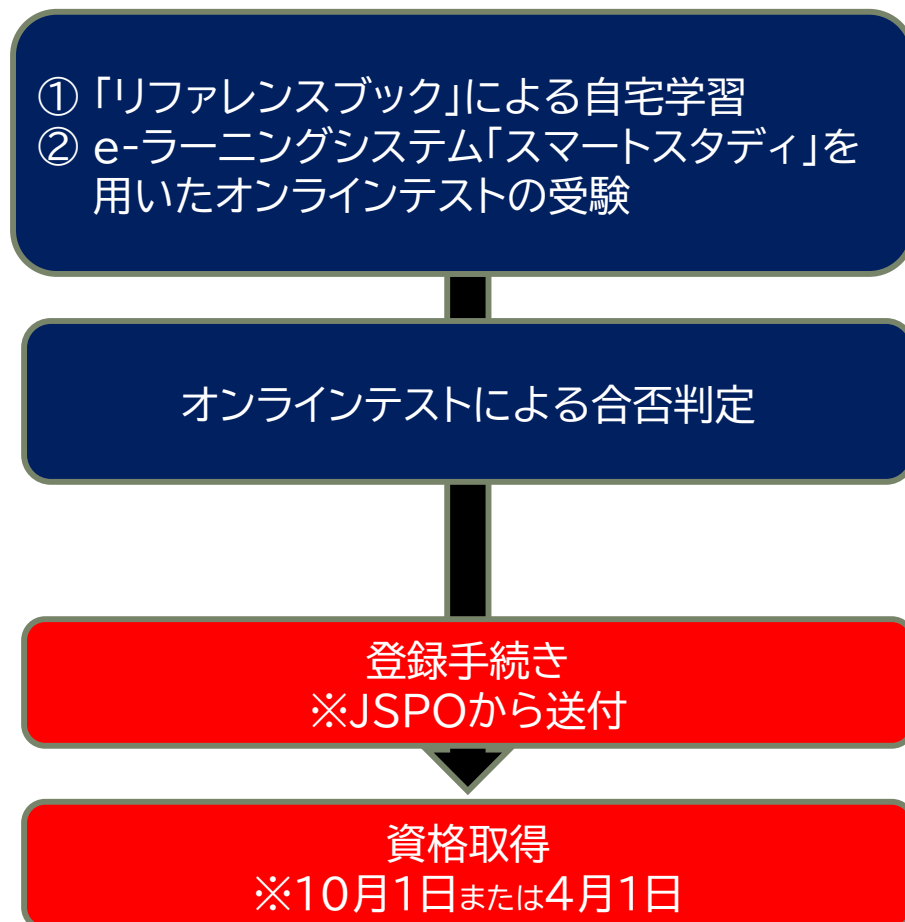 ① 「リファレンスブック」による自宅学習
② e-ラーニングシステム「スマートスタディ」を
用いたオンラインテストの受験
オンラインテストによる合否判定
登録手続き
※JSPOから送付
資格取得
※10月1日または4月1日